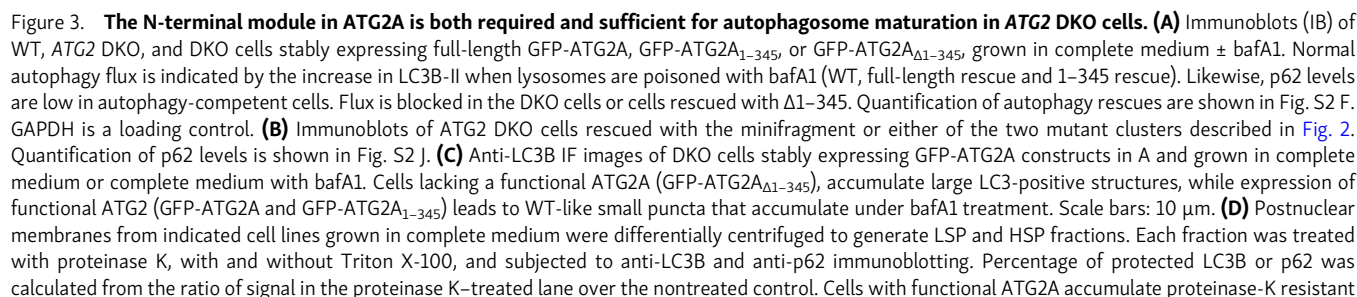 Figure 3. The N-terminal module in ATG2A is both required and sufficient for autophagosome maturation in ATG2 DKO cells. (A) Immunoblots (IB) of
WT, ATG2 DKO, and DKO cells stably expressing full-length GFP-ATG2A, GFP-ATG2A1–345, or GFP-ATG2AΔ1–345, grown in complete medium ± bafA1. Normal
autophagy flux is indicated by the increase in LC3B-II when lysosomes are poisoned with bafA1 (WT, full-length rescue and 1–345 rescue). Likewise, p62 levels
are low in autophagy-competent cells. Flux is blocked in the DKO cells or cells rescued with Δ1–345. Quantification of autophagy rescues are shown in Fig. S2 F.
GAPDH is a loading control. (B) Immunoblots of ATG2 DKO cells rescued with the minifragment or either of the two mutant clusters described in Fig. 2.
Quantification of p62 levels is shown in Fig. S2 J. (C) Anti-LC3B IF images of DKO cells stably expressing GFP-ATG2A constructs in A and grown in complete
medium or complete medium with bafA1. Cells lacking a functional ATG2A (GFP-ATG2AΔ1–345), accumulate large LC3-positive structures, while expression of
functional ATG2 (GFP-ATG2A and GFP-ATG2A1–345) leads to WT-like small puncta that accumulate under bafA1 treatment. Scale bars: 10 μm. (D) Postnuclear
membranes from indicated cell lines grown in complete medium were differentially centrifuged to generate LSP and HSP fractions. Each fraction was treated
with proteinase K, with and without Triton X-100, and subjected to anti-LC3B and anti-p62 immunoblotting. Percentage of protected LC3B or p62 was
calculated from the ratio of signal in the proteinase K–treated lane over the nontreated control. Cells with functional ATG2A accumulate proteinase-K resistant